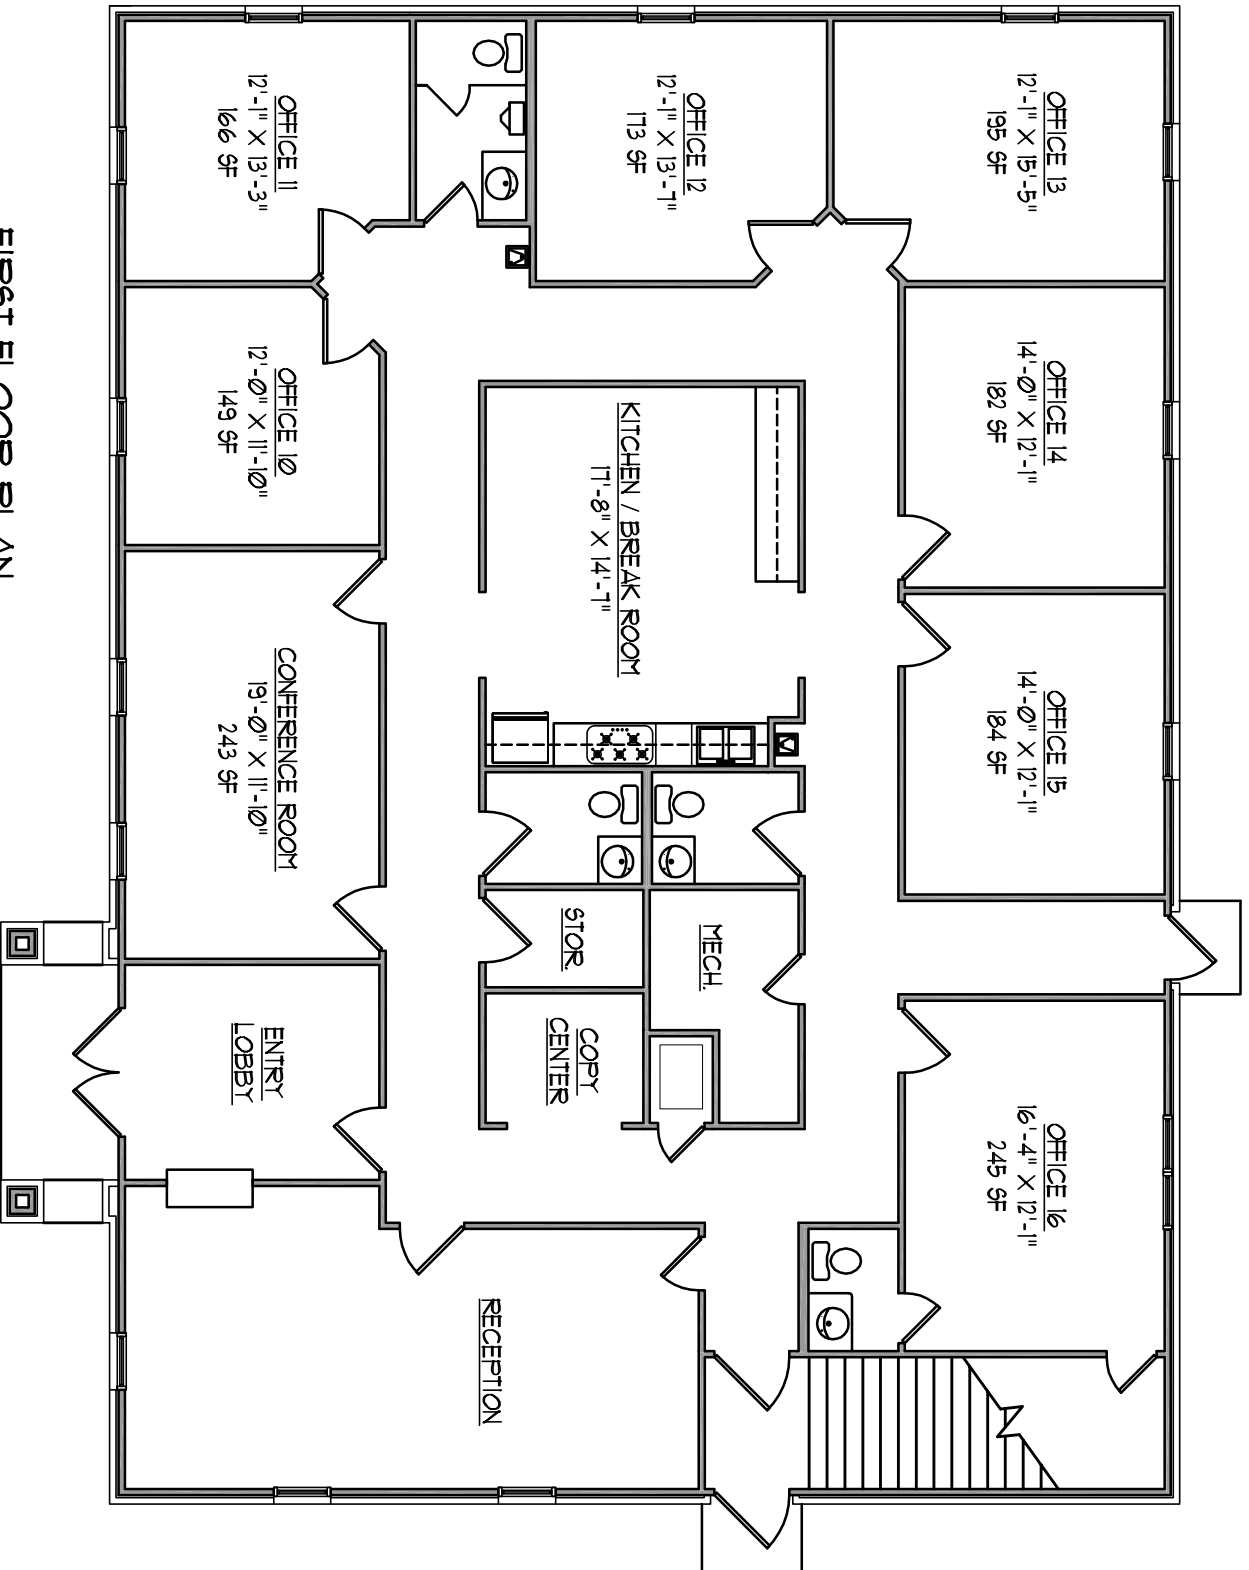 OFFICE 13
12'-1" X 15'-5"
195 SF
OFFICE 14
14'-0" X 12'-1"
182 SF
OFFICE 15
14'-0" X 12'-1"
184 SF
OFFICE 16
16'-4" X 12'-1"
245 SF
OFFICE 12
12'-1" X 13'-7"
173 SF
KITCHEN / BREAK ROOM
17'-8" X 14'-7"
MECH.
STOR.
COPY
CENTER
RECEPTION
OFFICE 11
12'-1" X 13'-3"
166 SF
OFFICE 10
12'-0" X 11'-10"
149 SF
CONFERENCE ROOM
19'-0" X 11'-10"
243 SF
ENTRY
LOBBY
FIRST FLOOR PLAN